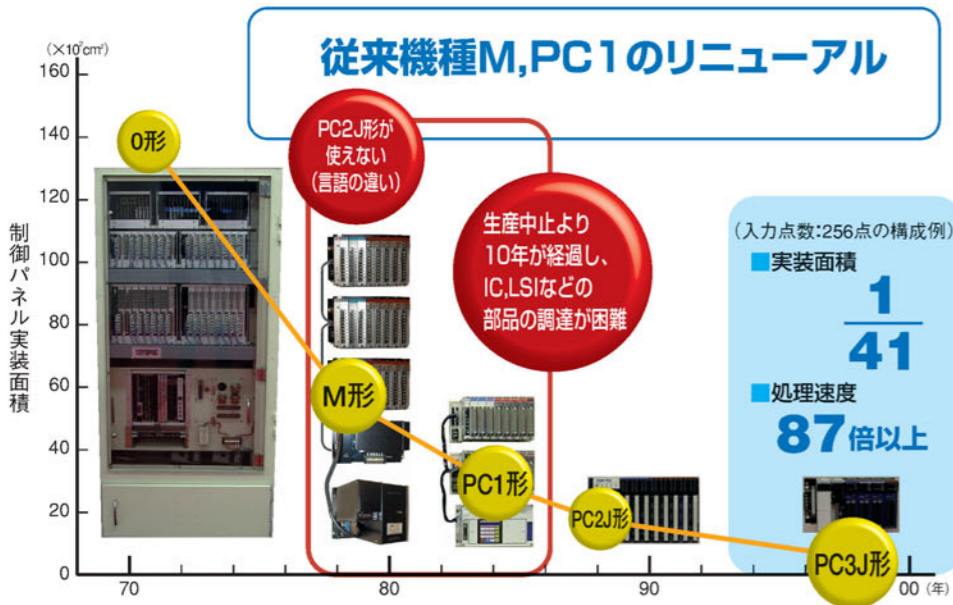 従来機種M,PC1のリニューアル
(×10²cm²)
160
140
120
100
80
60
40
20
0
制御パネル実装面積
0形
PC2J形が
使えない
(言語の違い)
生産中止より
10年が経過し、
IC,LSIなどの
部品の調達が困難
M形
PC1形
PC2J形
PC3J形
(入力点数:256点の構成例)
■実装面積
1
41
■処理速度
87倍以上
70
80
90
00
(年)